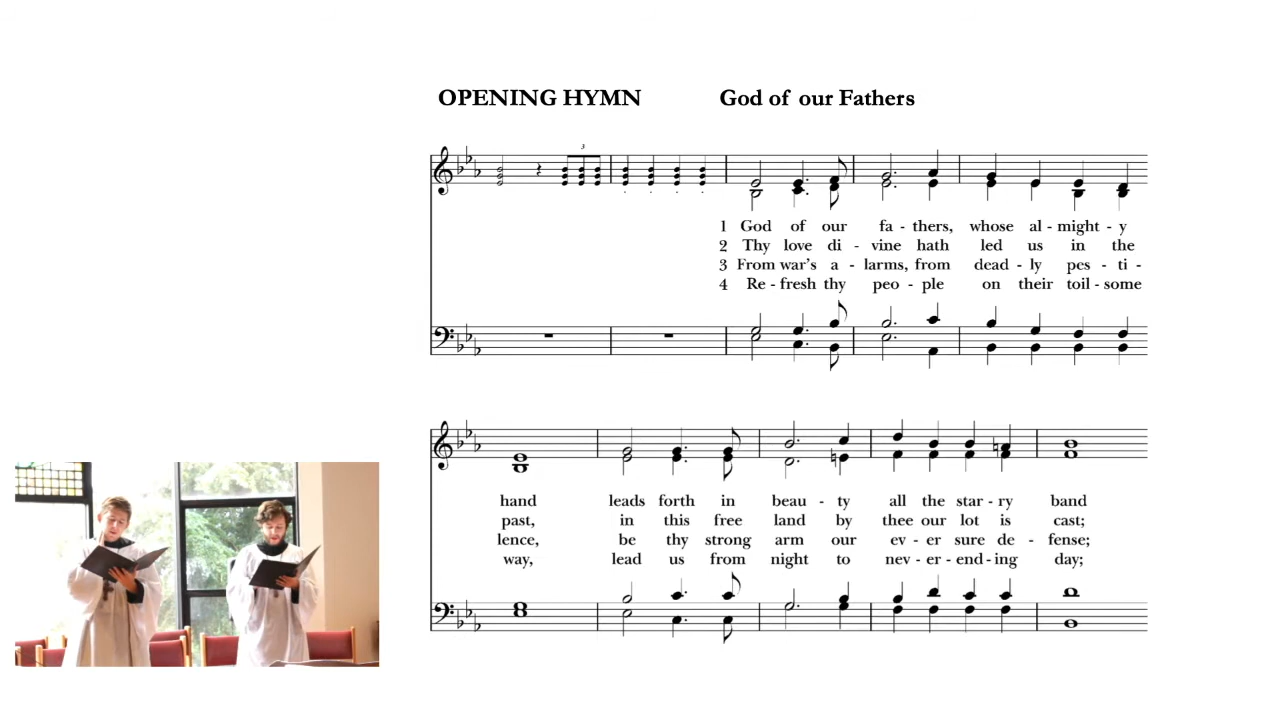 OPENING HYMN God of our Fathers
3
1 God of our fa - thers, whose al - might - y
2 Thy love di - vine hath led us in the
3 From war's a - larms, from dead - ly pes - ti -
4 Re - fresh thy peo - ple on their toil - some
hand leads forth in beau - ty all the star - ry band
past, in this free land by thee our lot is cast;
lence, be thy strong arm our ev - er sure de - fense;
way, lead us from night to nev - er - end - ing day;